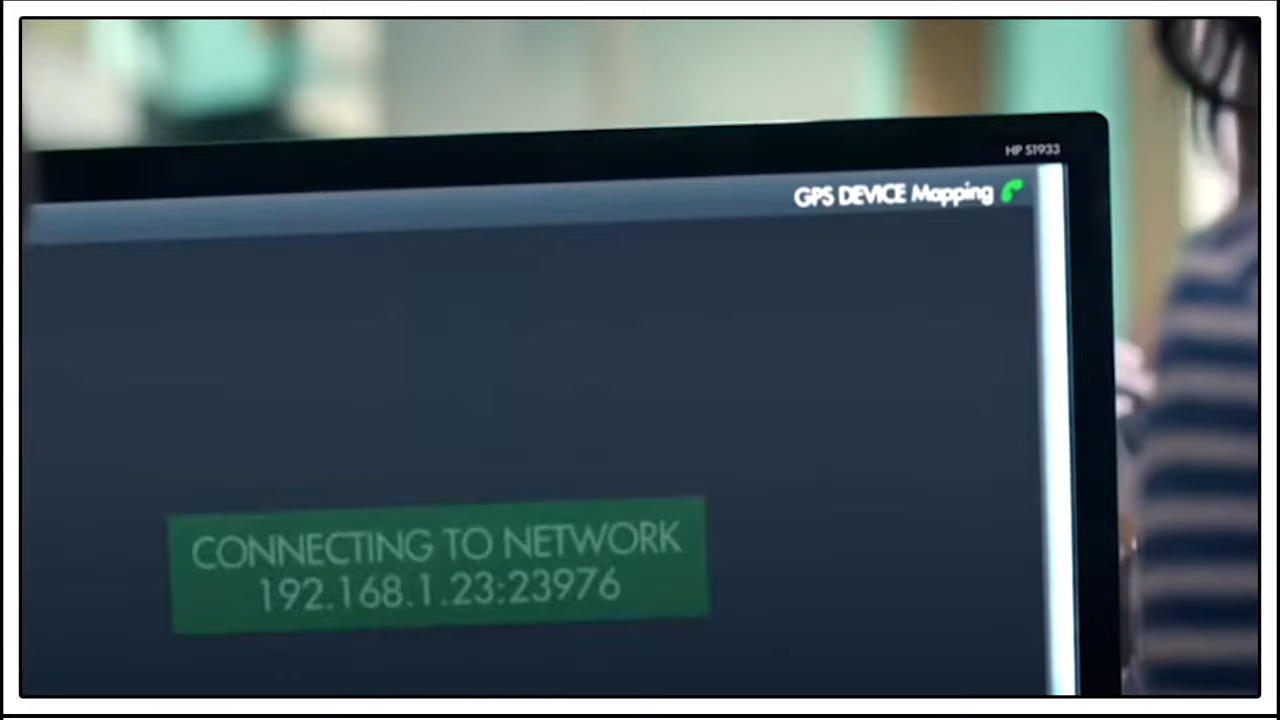 HP S1933
GPS DEVICE Mapping
CONNECTING TO NETWORK
192.168.1.23:23976